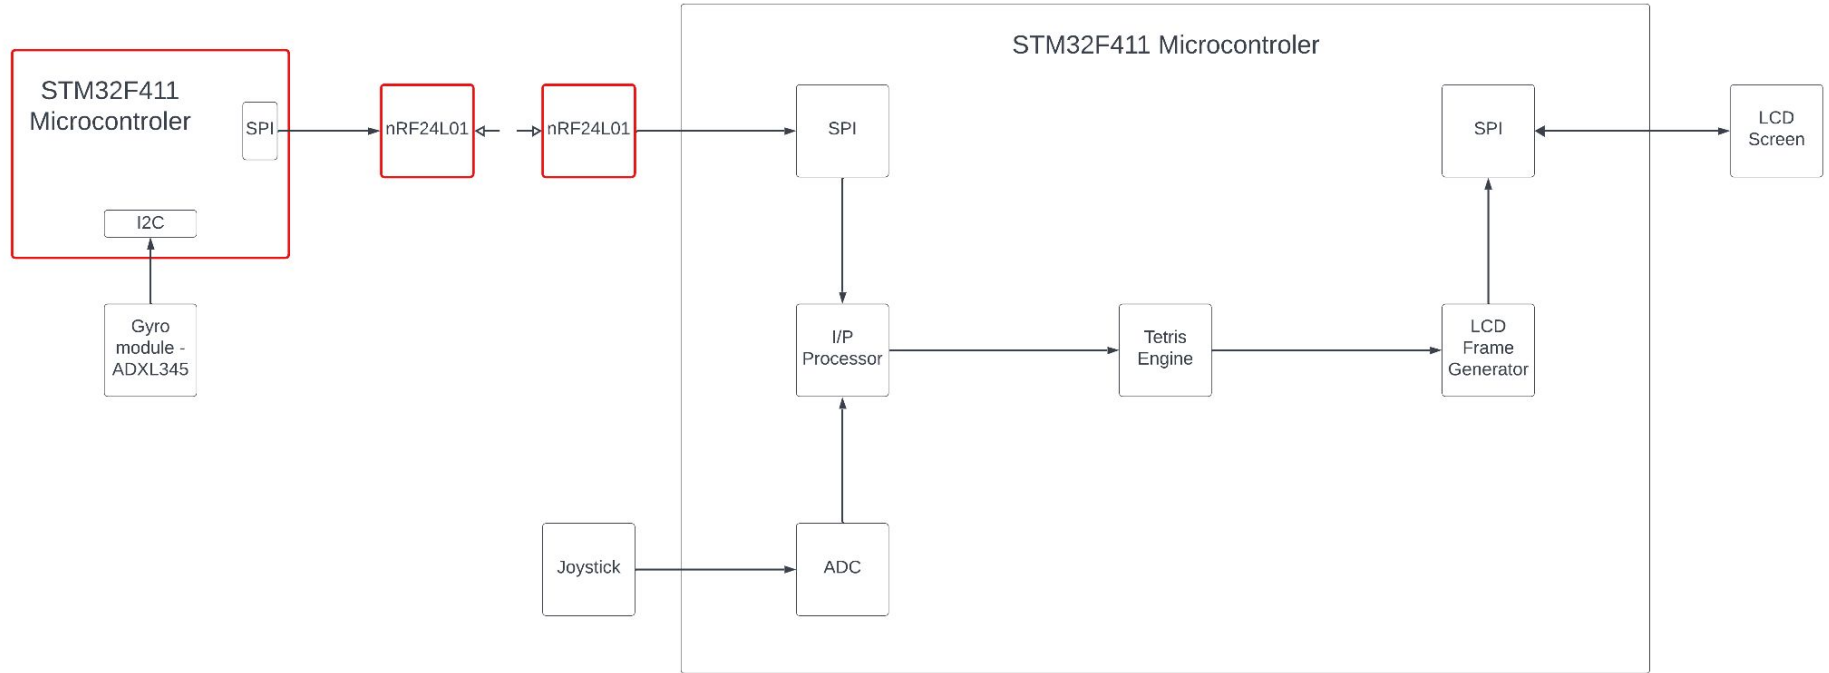 STM32F411 Microcontroler
STM32F411
Microcontroler
SPI
nRF24L01
nRF24L01
SPI
SPI
LCD
Screen
I2C
Gyro
module -
ADXL345
I/P
Processor
Tetris
Engine
LCD
Frame
Generator
Joystick
ADC